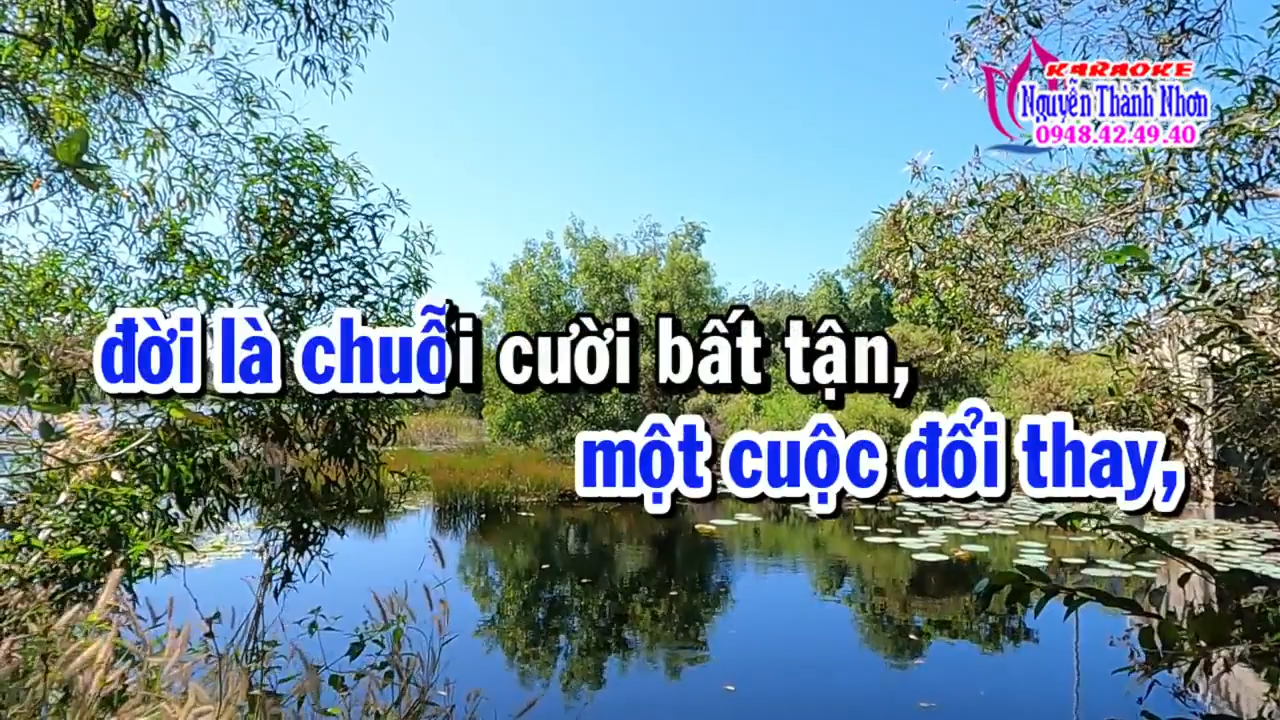 KARAOKE
Nguyễn Thành Nhơn
0948.42.49.40
đời là chuỗi cười bất tận,
một cuộc đổi thay,